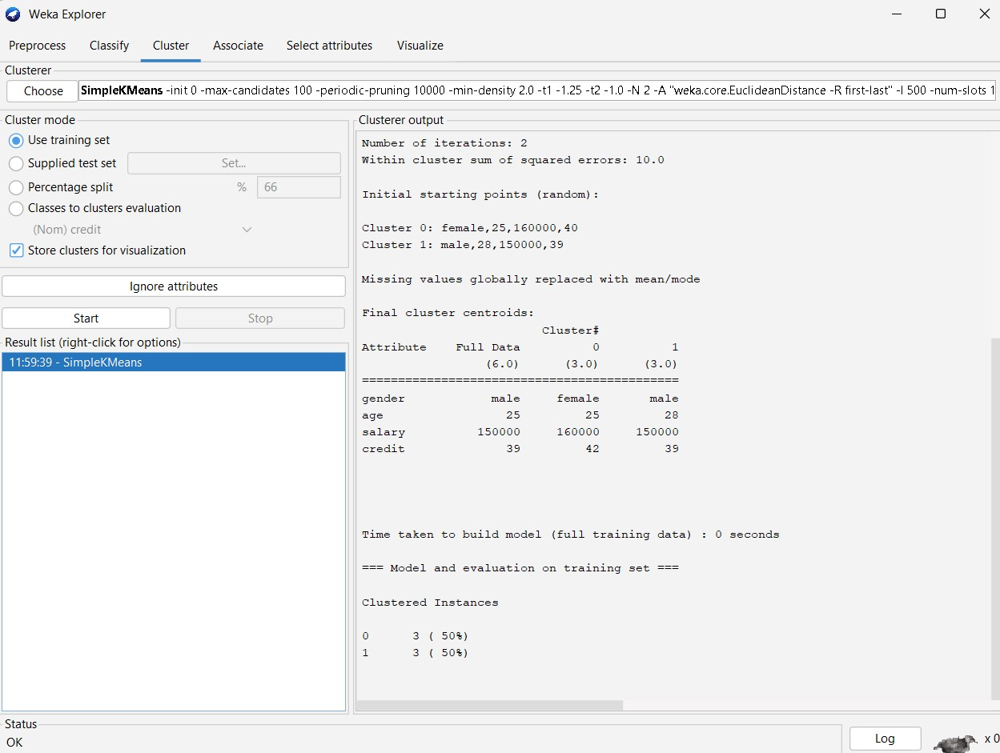 Weka Explorer
Preprocess Classify Cluster Associate Select attributes Visualize
Clusterer
Choose SimpleKMeans -init 0 -max-candidates 100 -periodic-pruning 10000 -min-density 2.0 -t1 -1.25 -t2 -1.0 -N 2 -A "weka.core.EuclideanDistance -R first-last" -I 500 -num-slots 1
Cluster mode
Use training set
Supplied test set Set...
Percentage split % 66
Classes to clusters evaluation
(Nom) credit
Store clusters for visualization
Ignore attributes
Start Stop
Result list (right-click for options)
11:59:39 - SimpleKMeans
Clusterer output
Number of iterations: 2
Within cluster sum of squared errors: 10.0
Initial starting points (random):
Cluster 0: female,25,160000,40
Cluster 1: male,28,150000,39
Missing values globally replaced with mean/mode
Final cluster centroids:
Cluster#
Attribute Full Data 0 1
(6.0) (3.0) (3.0)
============================================
gender male female male
age 25 25 28
salary 150000 160000 150000
credit 39 42 39
Time taken to build model (full training data) : 0 seconds
=== Model and evaluation on training set ===
Clustered Instances
0 3 ( 50%)
1 3 ( 50%)
Status
OK
Log x 0